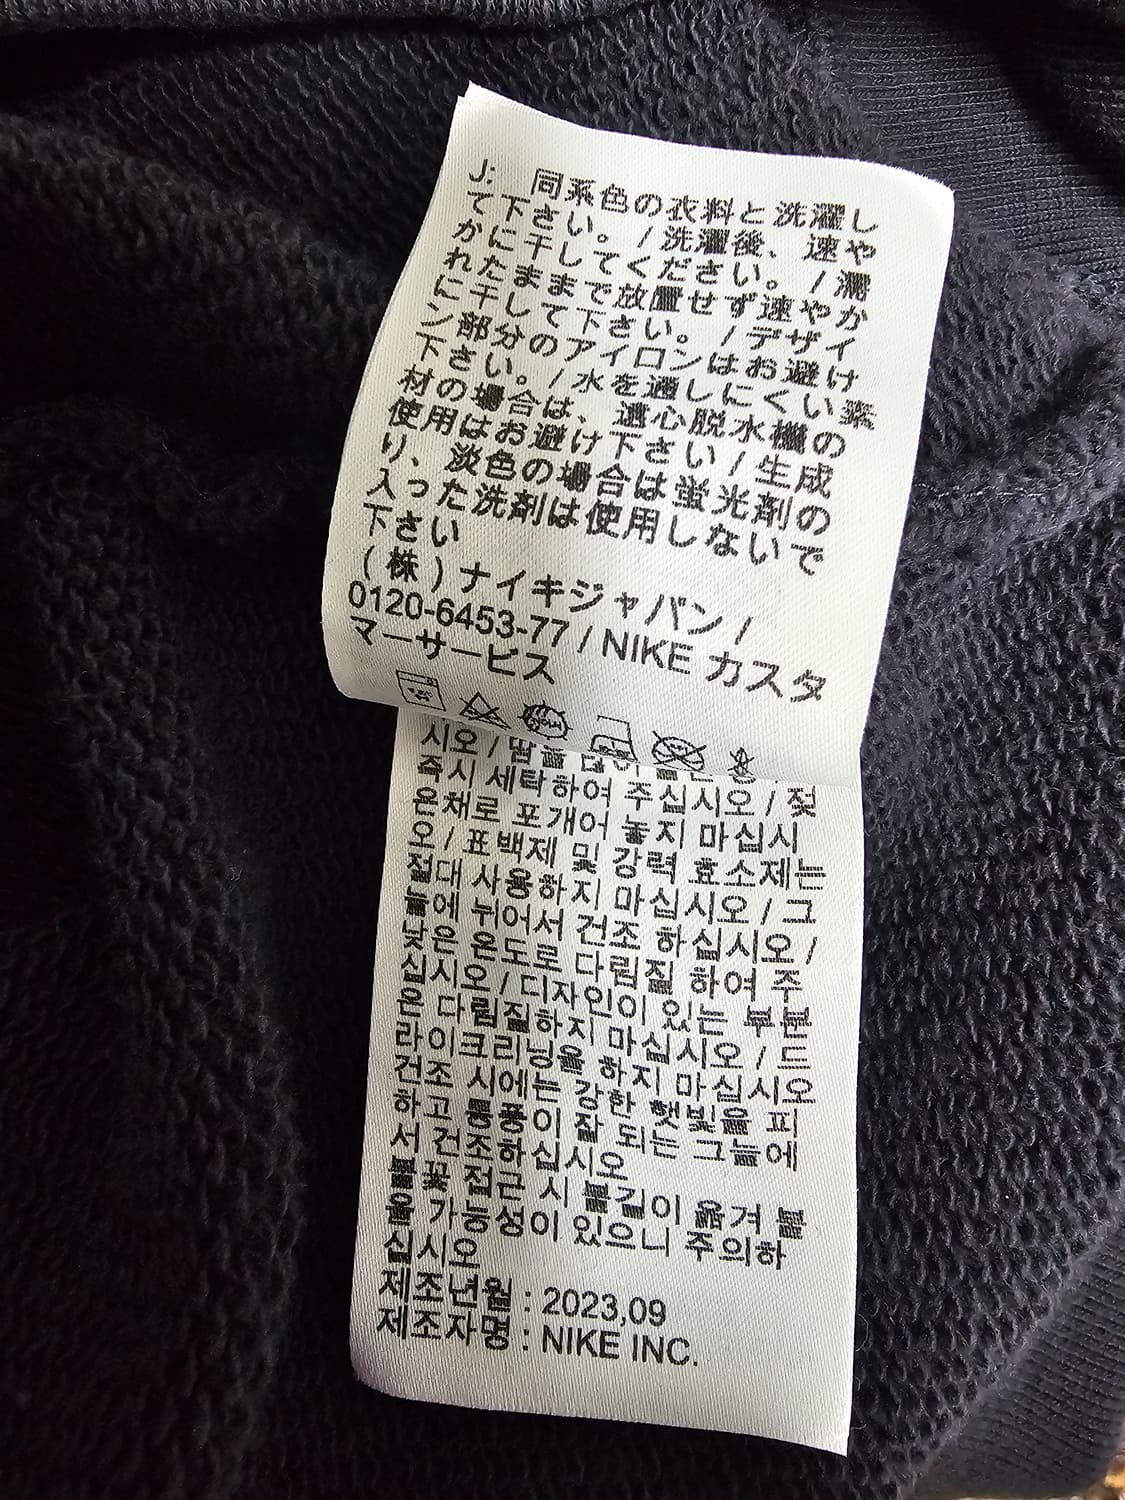 J: 同系色の衣料と洗濯し
て下さい。 / 洗濯後、速や
かに干してください。 / 濡
れたままで放置せず速やか
に干して下さい。 / デザイ
ン部分のアイロンはお避け
下さい。 / 水を通しにくい素
材の場合は、遠心脱水機の
使用はお避け下さい / 生成
り、淡色の場合は蛍光剤の
入った洗剤は使用しないで
下さい
(株)ナイキジャパン /
0120-6453-77 / NIKE カスタ
マーサービス
시오 / 땀을 많이
즉시 세탁하여 주십시오 / 젖
은채로 포개어 놓지 마십시
오 / 표백제 및 강력 효소제는
절대 사용하지 마십시오 / 그
늘에 뉘어서 건조 하십시오 /
낮은 온도로 다림질 하여 주
십시오 / 디자인이 있는 부분
은 다림질하지 마십시오 / 드
라이크리닝을 하지 마십시오
건조 시에는 강한 햇빛을 피
하고 통풍이 잘 되는 그늘에
서 건조하십시오
불꽃 접근 시 불길이 옮겨 붙
을 가능성이 있으니 주의하
십시오
제조년월 : 2023,09
제조자명 : NIKE INC.